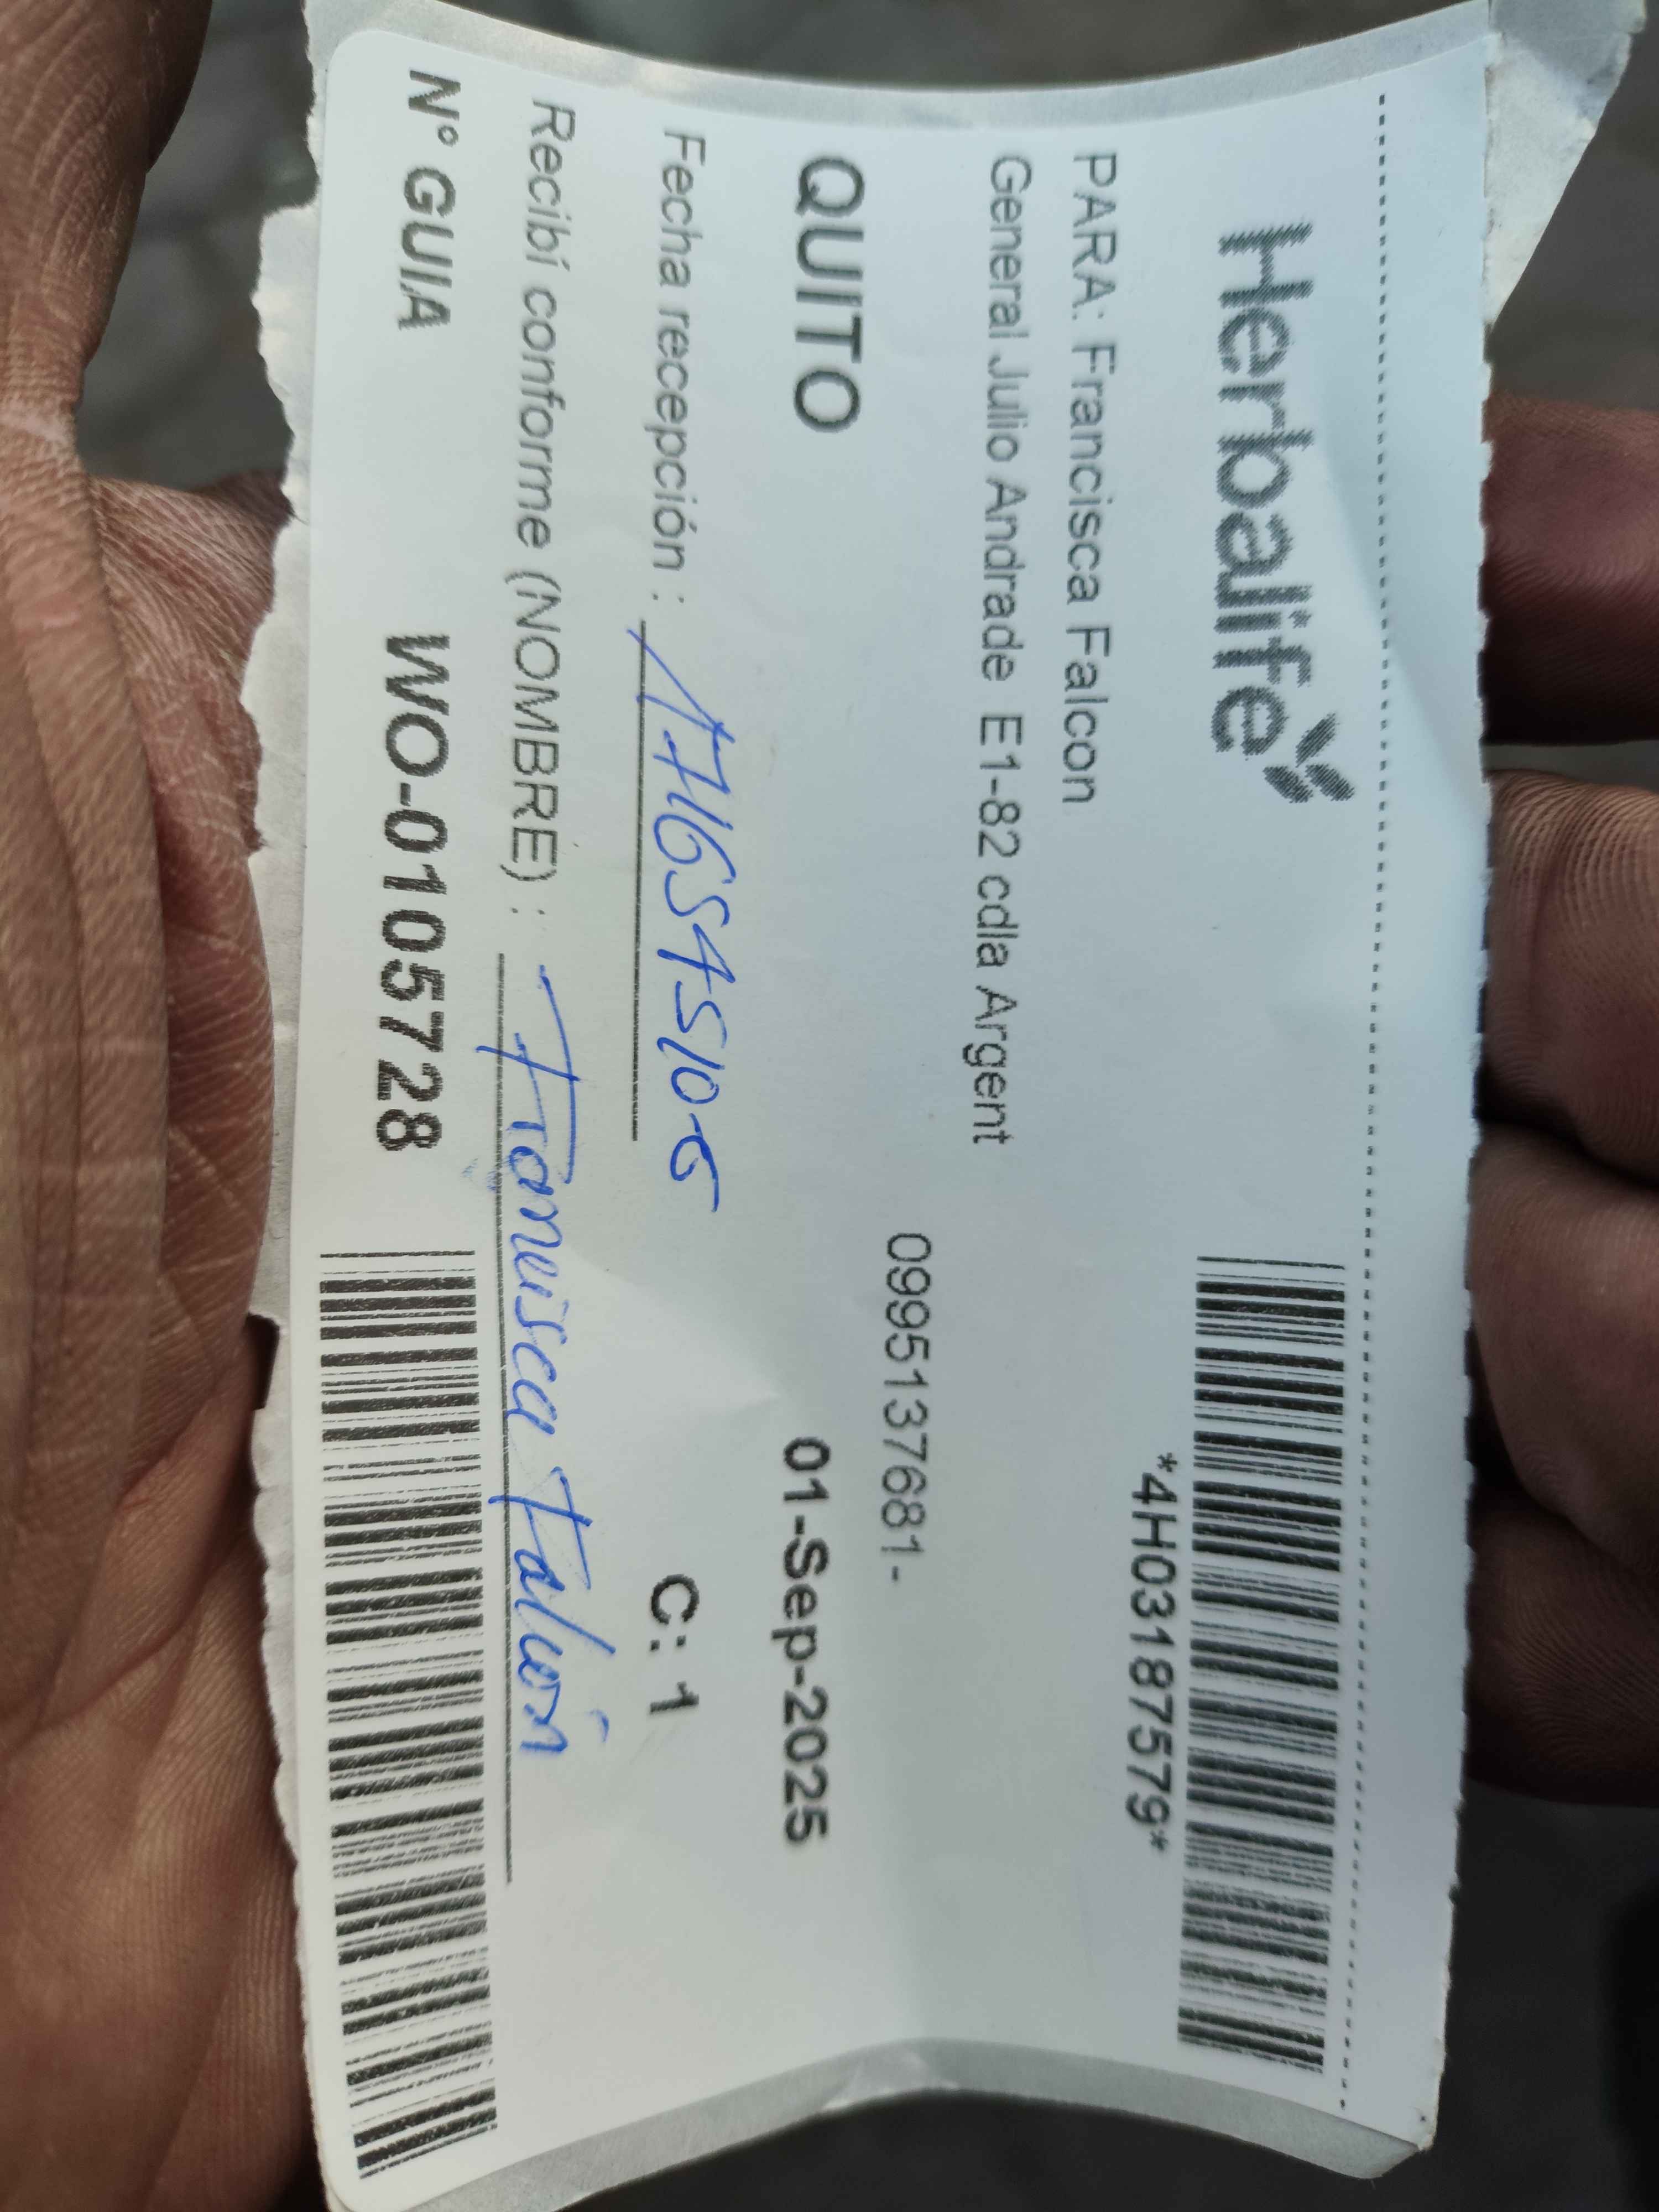 Herbalife
*4H03187579*
PARA: Francisca Falcon
General Julio Andrade E1-82 cdla Argent
0995137681-
QUITO 01-Sep-2025
Fecha recepción : C: 1
Recibí conforme (NOMBRE) : Francisca Falcón
N° GUIA WO-0105728